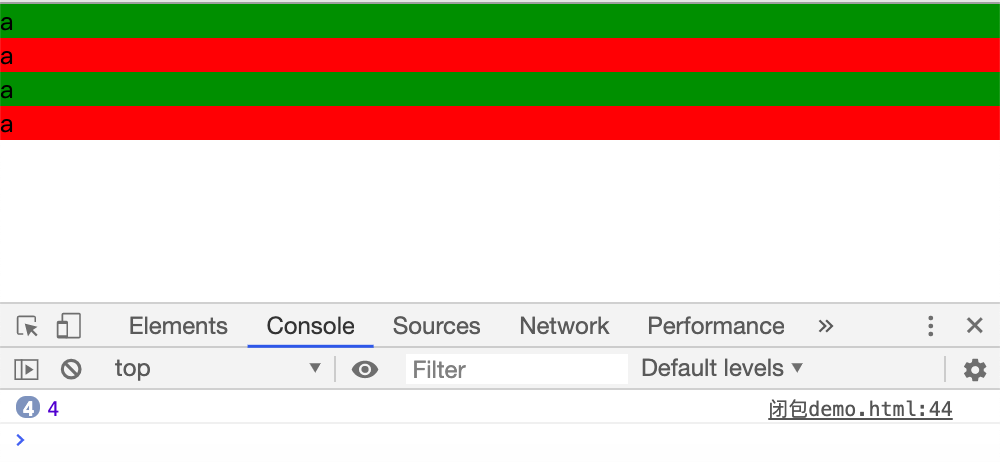 a
a
a
a
Elements Console Sources Network Performance »
top ▼ Filter Default levels ▼
4 4 闭包demo.html:44
>